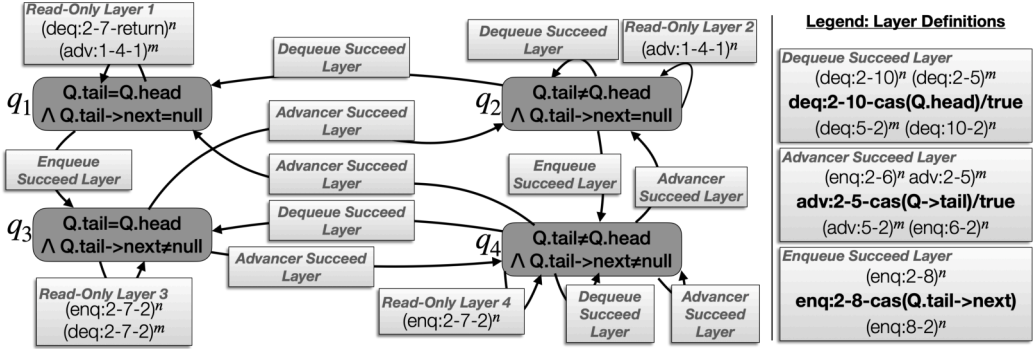 Read-Only Layer 1
(deq:2-7-return)ⁿ
(adv:1-4-1)ᵐ
Dequeue Succeed
Layer
Dequeue Succeed
Layer
Read-Only Layer 2
(adv:1-4-1)ⁿ
q₁
Q.tail=Q.head
∧ Q.tail->next=null
q₂
Q.tail≠Q.head
∧ Q.tail->next=null
Advancer Succeed
Layer
Enqueue
Succeed Layer
Advancer Succeed
Layer
Enqueue
Succeed Layer
Advancer
Succeed Layer
Dequeue Succeed
Layer
q₃
Q.tail=Q.head
∧ Q.tail->next≠null
q₄
Q.tail≠Q.head
∧ Q.tail->next≠null
Advancer Succeed
Layer
Read-Only Layer 3
(enq:2-7-2)ⁿ
(deq:2-7-2)ᵐ
Read-Only Layer 4
(enq:2-7-2)ⁿ
Dequeue
Succeed
Layer
Advancer
Succeed
Layer
Legend: Layer Definitions
Dequeue Succeed Layer
(deq:2-10)ⁿ (deq:2-5)ᵐ
deq:2-10-cas(Q.head)/true
(deq:5-2)ᵐ (deq:10-2)ⁿ
Advancer Succeed Layer
(enq:2-6)ⁿ adv:2-5)ᵐ
adv:2-5-cas(Q->tail)/true
(adv:5-2)ᵐ (enq:6-2)ⁿ
Enqueue Succeed Layer
(enq:2-8)ⁿ
enq:2-8-cas(Q.tail->next)
(enq:8-2)ⁿ